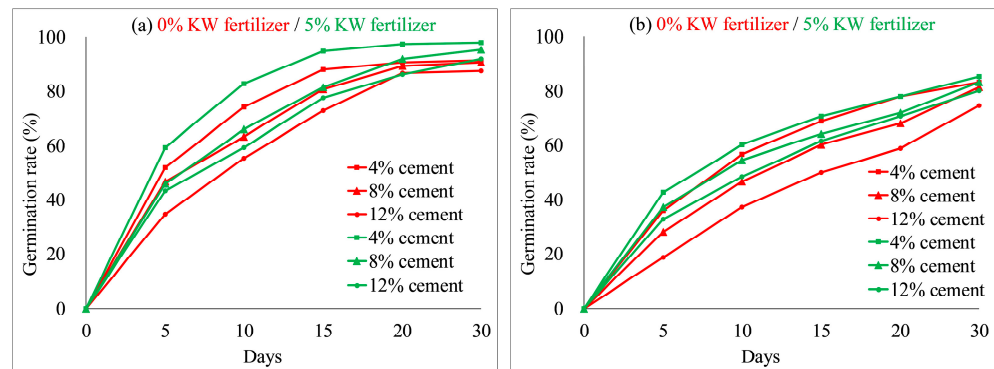 (a) 0% KW fertilizer / 5% KW fertilizer
100
80
60
40
20
0
Germination rate (%)
4% cement
8% cement
12% cement
4% cement
8% cement
12% cement
0 5 10 15 20 30
Days
(b) 0% KW fertilizer / 5% KW fertilizer
100
80
60
40
20
0
Germination rate (%)
4% cement
8% cement
12% cement
4% cement
8% cement
12% cement
0 5 10 15 20 30
Days